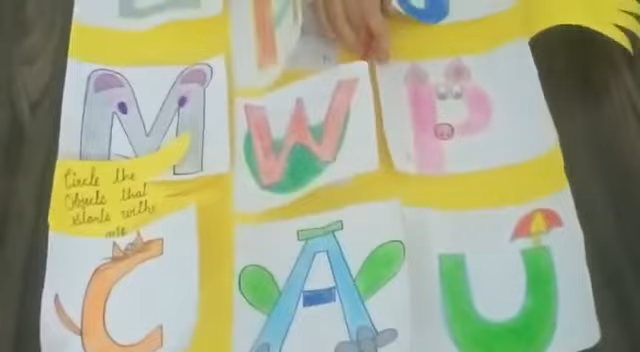 M W P
Circle the
Objects that
starts with
C A U